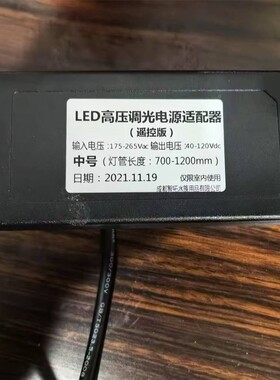 LED高压调光电源适配器
（遥控版）
输入电压：175-265Vac 输出电压：40-120Vdc
中号（灯管长度：700-1200mm）
日期：2021.11.19 仅限室内使用